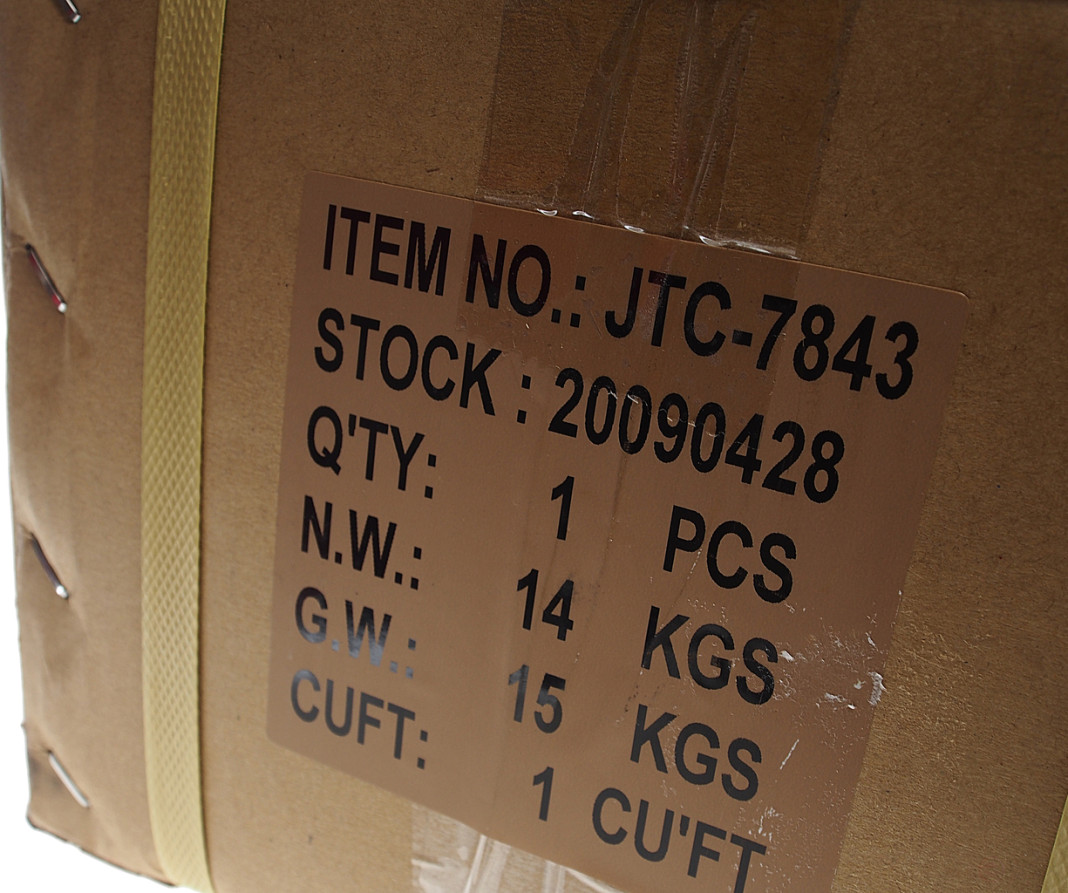 ITEM NO.: JTC-7843
STOCK : 20090428
Q'TY: 1 PCS
N.W.: 14 KGS
G.W.: 15 KGS
CUFT: 1 CU'FT